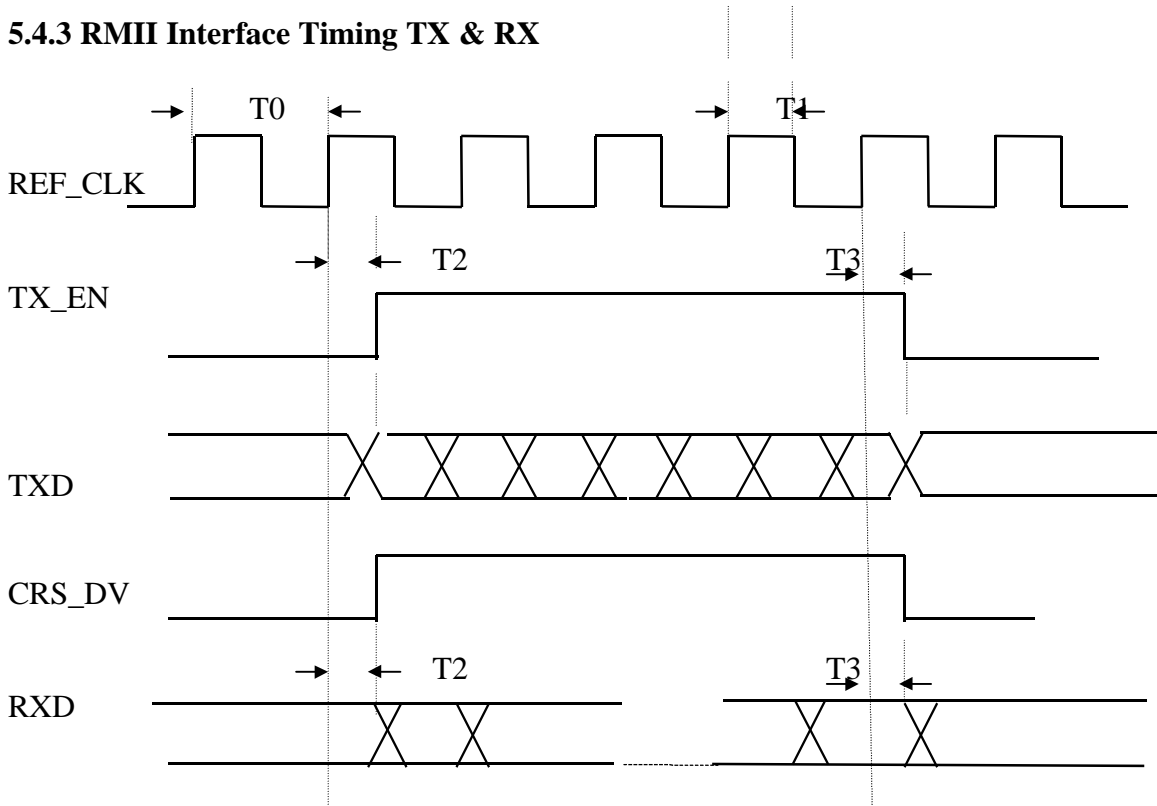 5.4.3 RMII Interface Timing TX & RX
T0 T1
REF_CLK
T2 T3
TX_EN
TXD
CRS_DV
T2 T3
RXD